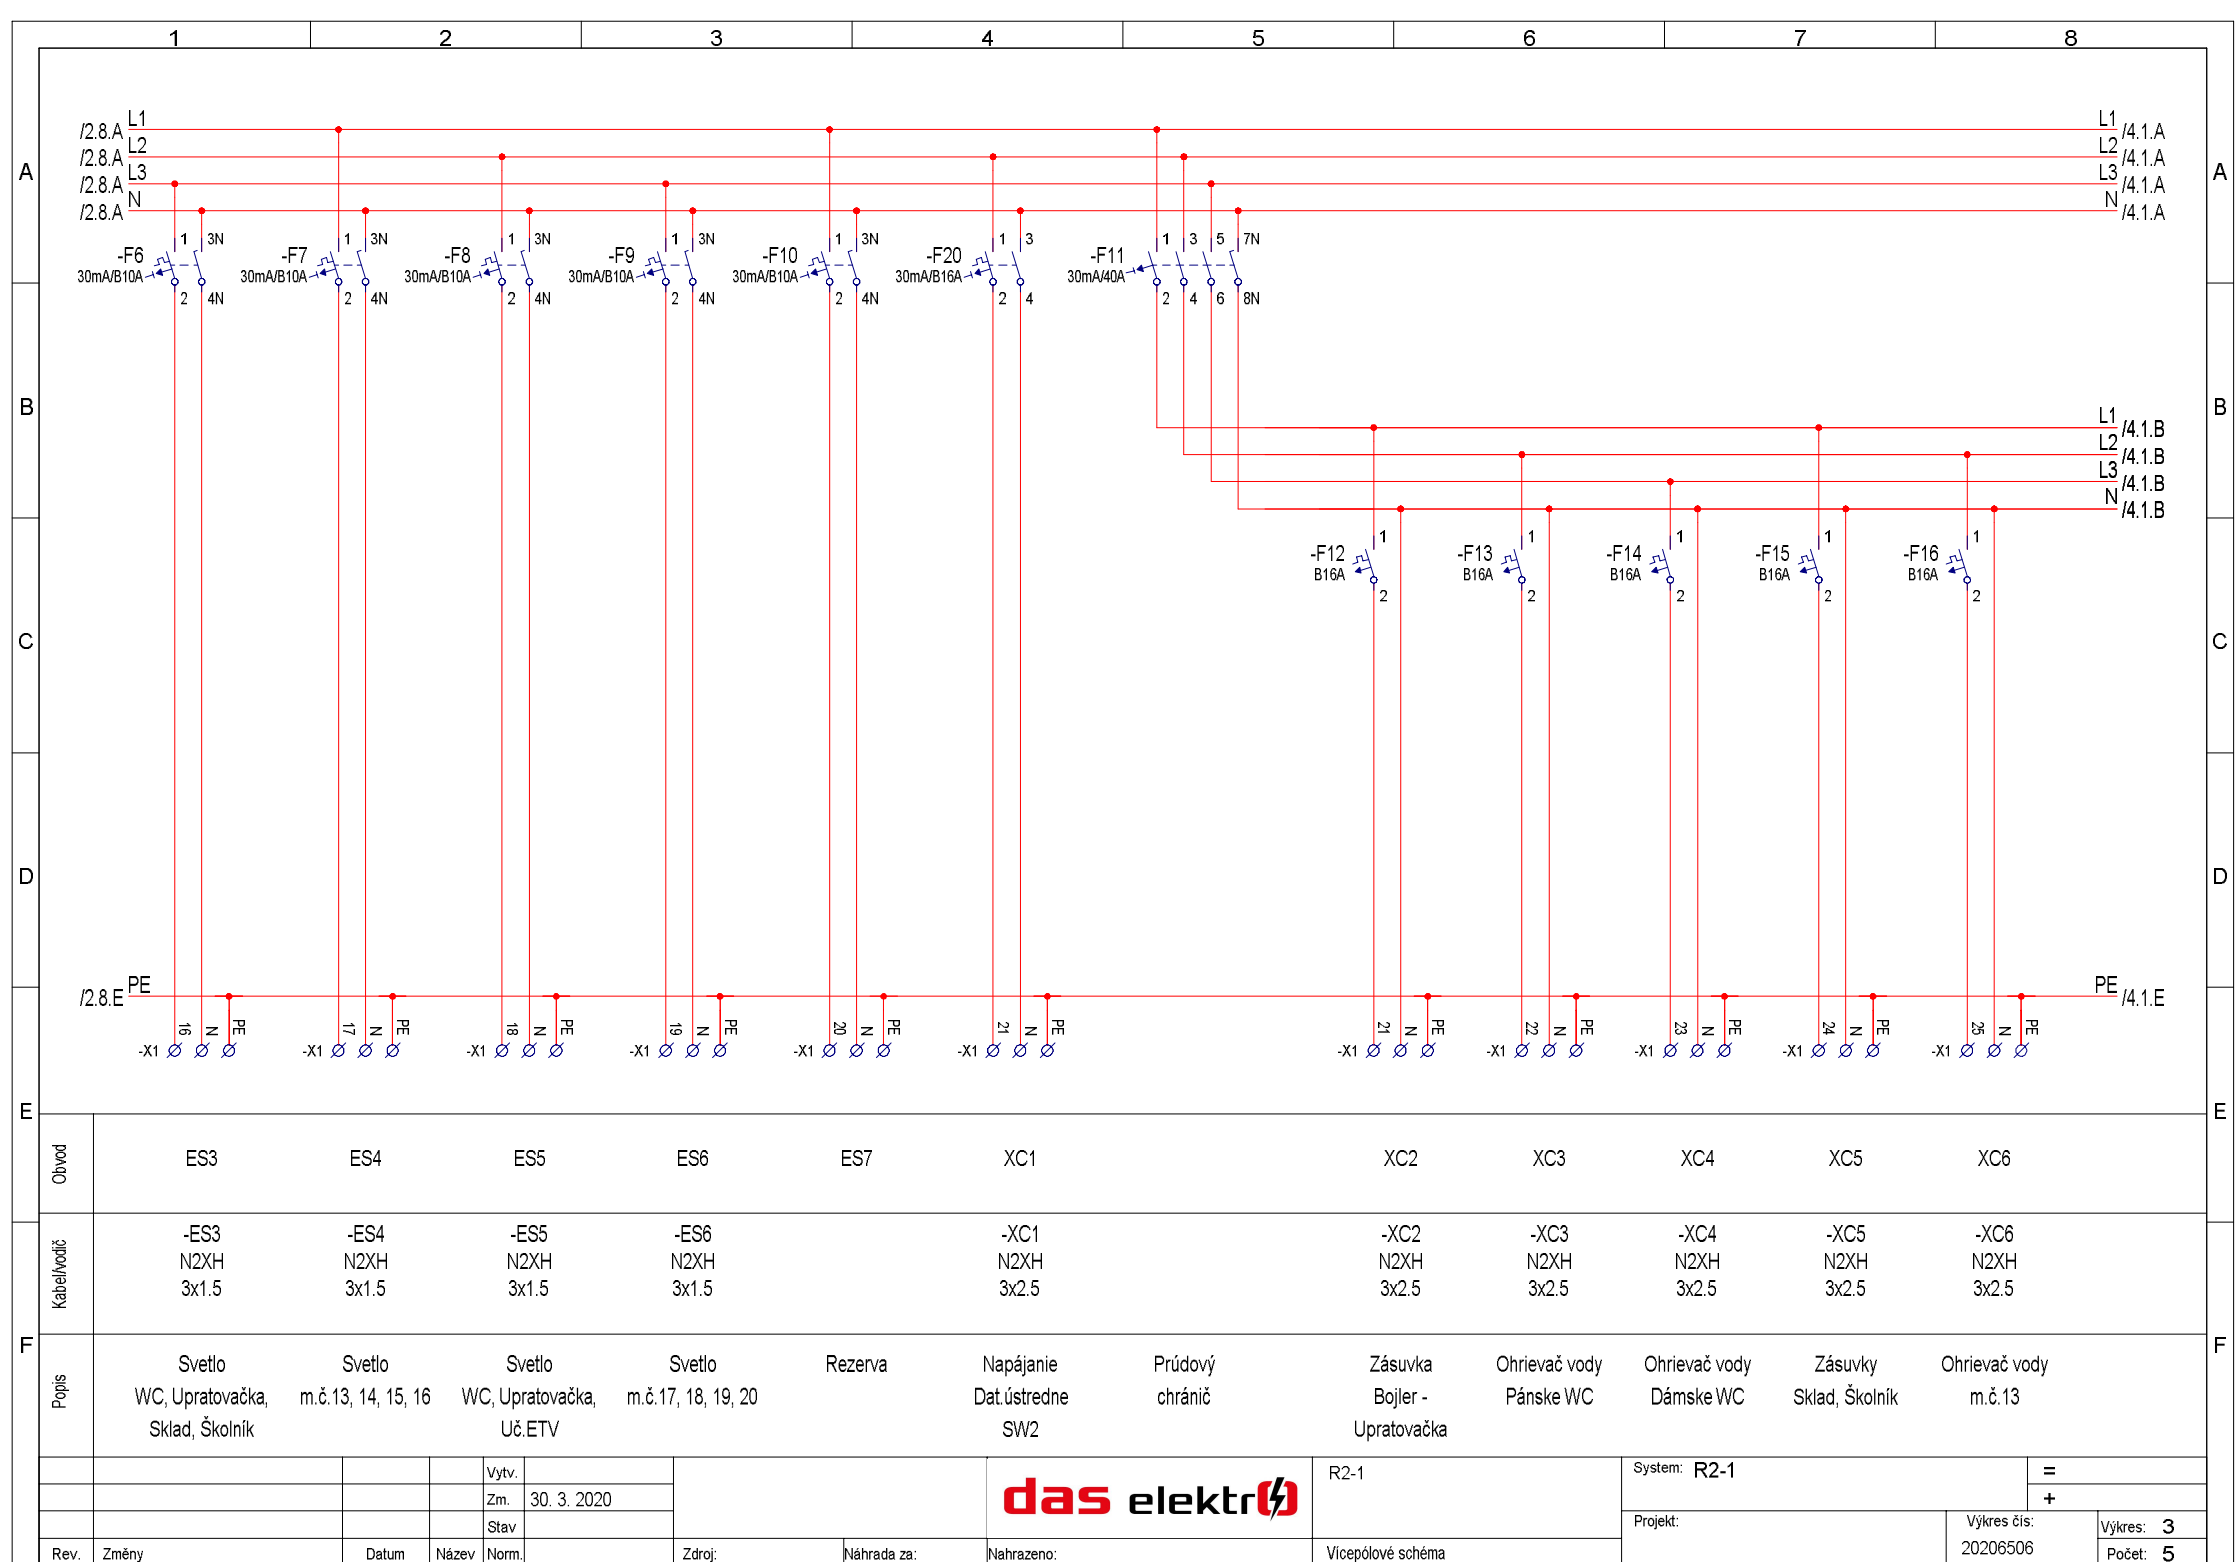 1 2 3 4 5 6 7 8
L1 L1
/2.8.A /4.1.A
L2 L2
/2.8.A /4.1.A
A L3 L3 A
/2.8.A /4.1.A
N N
/2.8.A /4.1.A
1 3N 1 3N 1 3N 1 3N 1 3N 1 3 1 3 5 7N
-F6 -F7 -F8 -F9 -F10 -F20 -F11
30mA/B10A 30mA/B10A 30mA/B10A 30mA/B10A 30mA/B10A 30mA/B16A 30mA/40A
2 4N 2 4N 2 4N 2 4N 2 4N 2 4 2 4 6 8N
B B
L1 /4.1.B
L2 /4.1.B
L3 /4.1.B
N /4.1.B
1 1 1 1 1
-F12 -F13 -F14 -F15 -F16
B16A B16A B16A B16A B16A
2 2 2 2 2
C C
D D
PE PE
/2.8.E /4.1.E
16 N PE 17 N PE 18 N PE 19 N PE 20 N PE 21 N PE 21 N PE 22 N PE 23 N PE 24 N PE 25 N PE
-X1 -X1 -X1 -X1 -X1 -X1 -X1 -X1 -X1 -X1 -X1
E E
Obvod ES3 ES4 ES5 ES6 ES7 XC1 XC2 XC3 XC4 XC5 XC6
Kabel/vodič
-ES3 -ES4 -ES5 -ES6 -XC1 -XC2 -XC3 -XC4 -XC5 -XC6
N2XH N2XH N2XH N2XH N2XH N2XH N2XH N2XH N2XH N2XH
3x1.5 3x1.5 3x1.5 3x1.5 3x2.5 3x2.5 3x2.5 3x2.5 3x2.5 3x2.5
F F
Popis
Svetlo Svetlo Svetlo Svetlo Rezerva Napájanie Prúdový Zásuvka Ohrievač vody Ohrievač vody Zásuvky Ohrievač vody
WC, Upratovačka, m.č.13, 14, 15, 16 WC, Upratovačka, m.č.17, 18, 19, 20 Dat.ústredne chránič Bojler - Pánske WC Dámske WC Sklad, Školník m.č.13
Sklad, Školník Uč.ETV SW2 Upratovačka
Vytv. R2-1 System: R2-1 =
Zm. 30. 3. 2020 das elektro +
Stav Projekt: Výkres čís: Výkres: 3
Rev. Změny Datum Název Norm. Zdroj: Náhrada za: Nahrazeno: Vícepólové schéma 20206506 Počet: 5